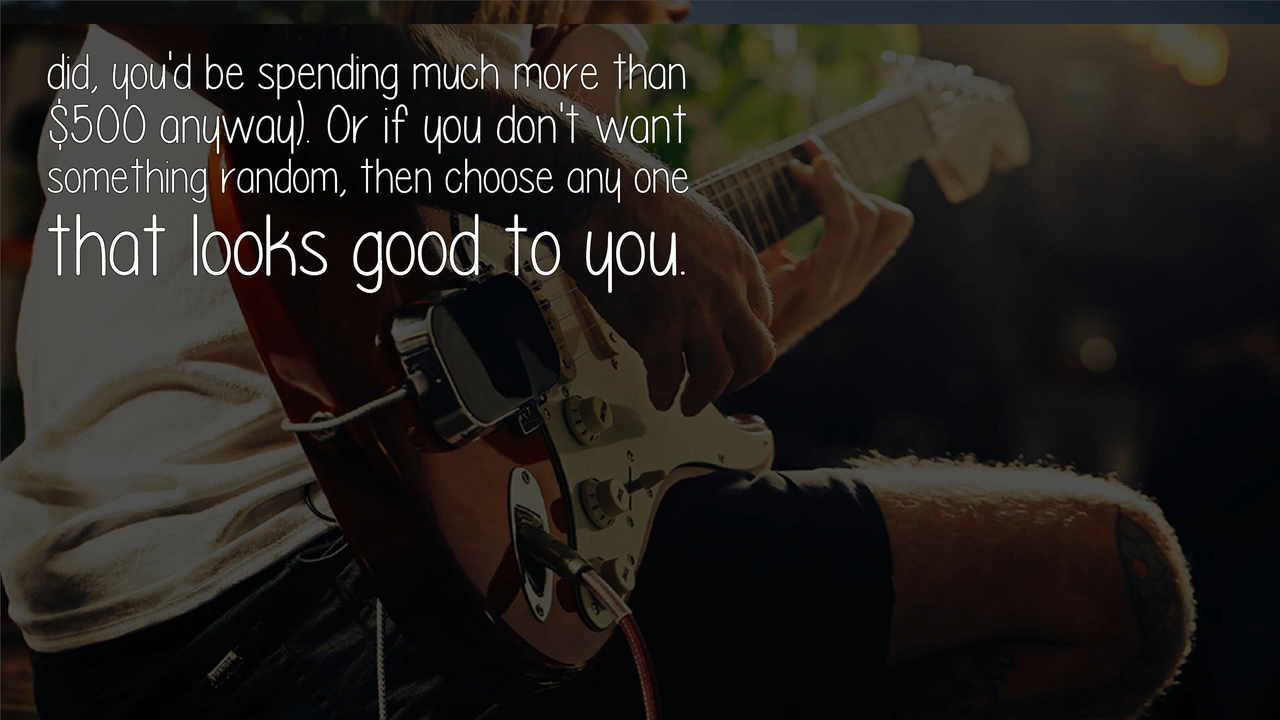 did, you'd be spending much more than
$500 anyway). Or if you don't want
something random, then choose any one
that looks good to you.